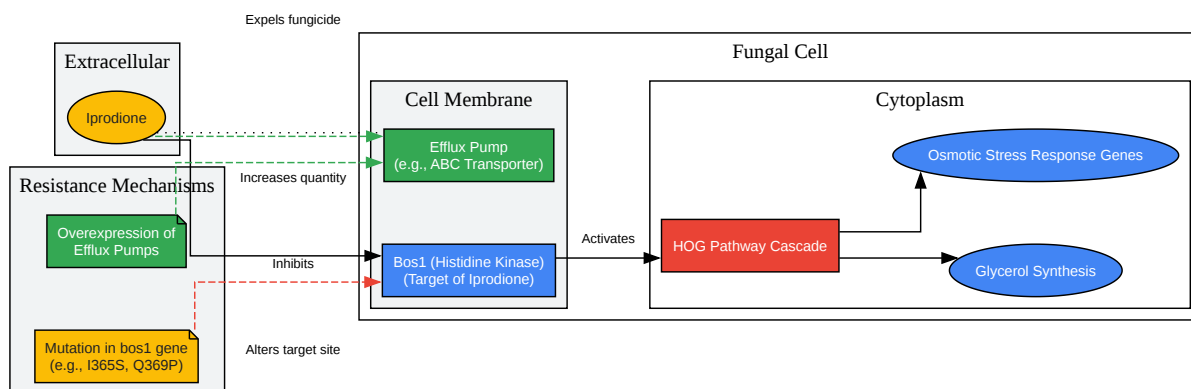 Expels fungicide
Fungal Cell
Extracellular
Iprodione
Cell Membrane
Cytoplasm
Efflux Pump
(e.g., ABC Transporter)
Osmotic Stress Response Genes
Resistance Mechanisms
Increases quantity
Overexpression of
Efflux Pumps
Inhibits
Bos1 (Histidine Kinase)
(Target of Iprodione)
Activates
HOG Pathway Cascade
Glycerol Synthesis
Mutation in bos1 gene
(e.g., I365S, Q369P)
Alters target site